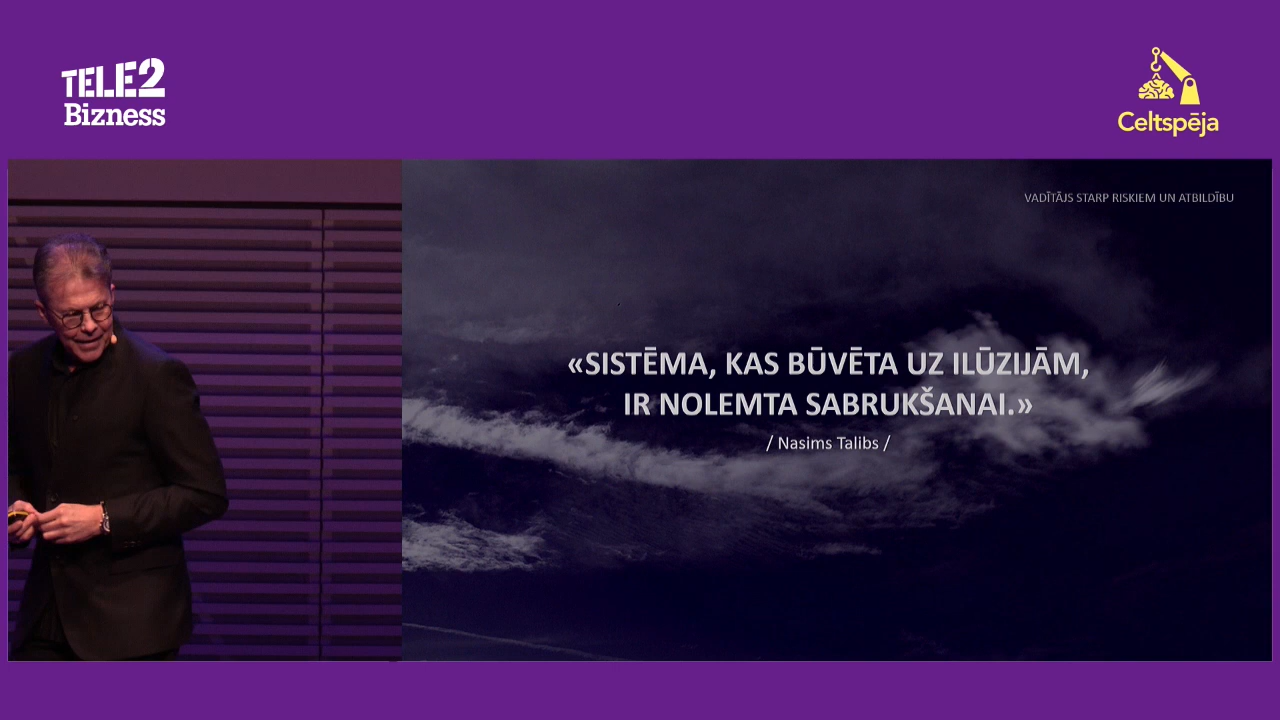 TELE2
Bizness
Celtspēja
VADĪTĀJS STARP RISKIEM UN ATBILDĪBU
«SISTĒMA, KAS BŪVĒTA UZ ILŪZIJĀM,
IR NOLEMTA SABRUKŠANAI.»
/ Nasims Talibs /